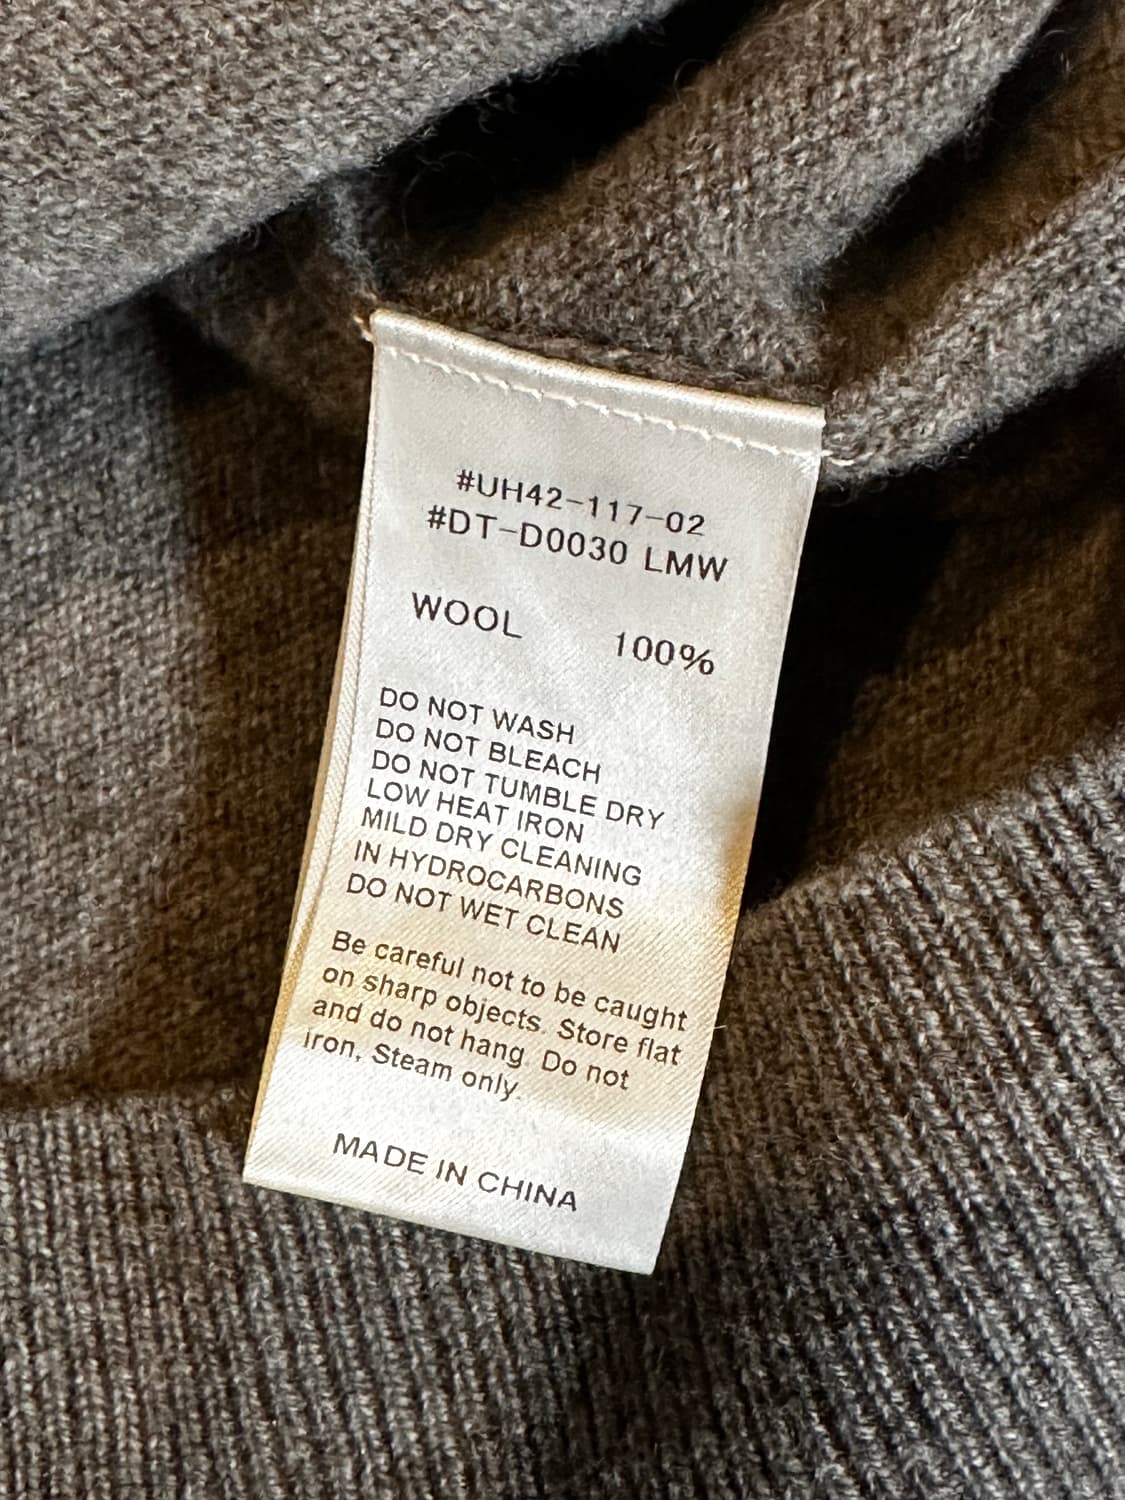 #UH42-117-02
#DT-D0030 LMW
WOOL 100%
DO NOT WASH
DO NOT BLEACH
DO NOT TUMBLE DRY
LOW HEAT IRON
MILD DRY CLEANING
IN HYDROCARBONS
DO NOT WET CLEAN
Be careful not to be caught
on sharp objects. Store flat
and do not hang. Do not
iron, Steam only.
MADE IN CHINA